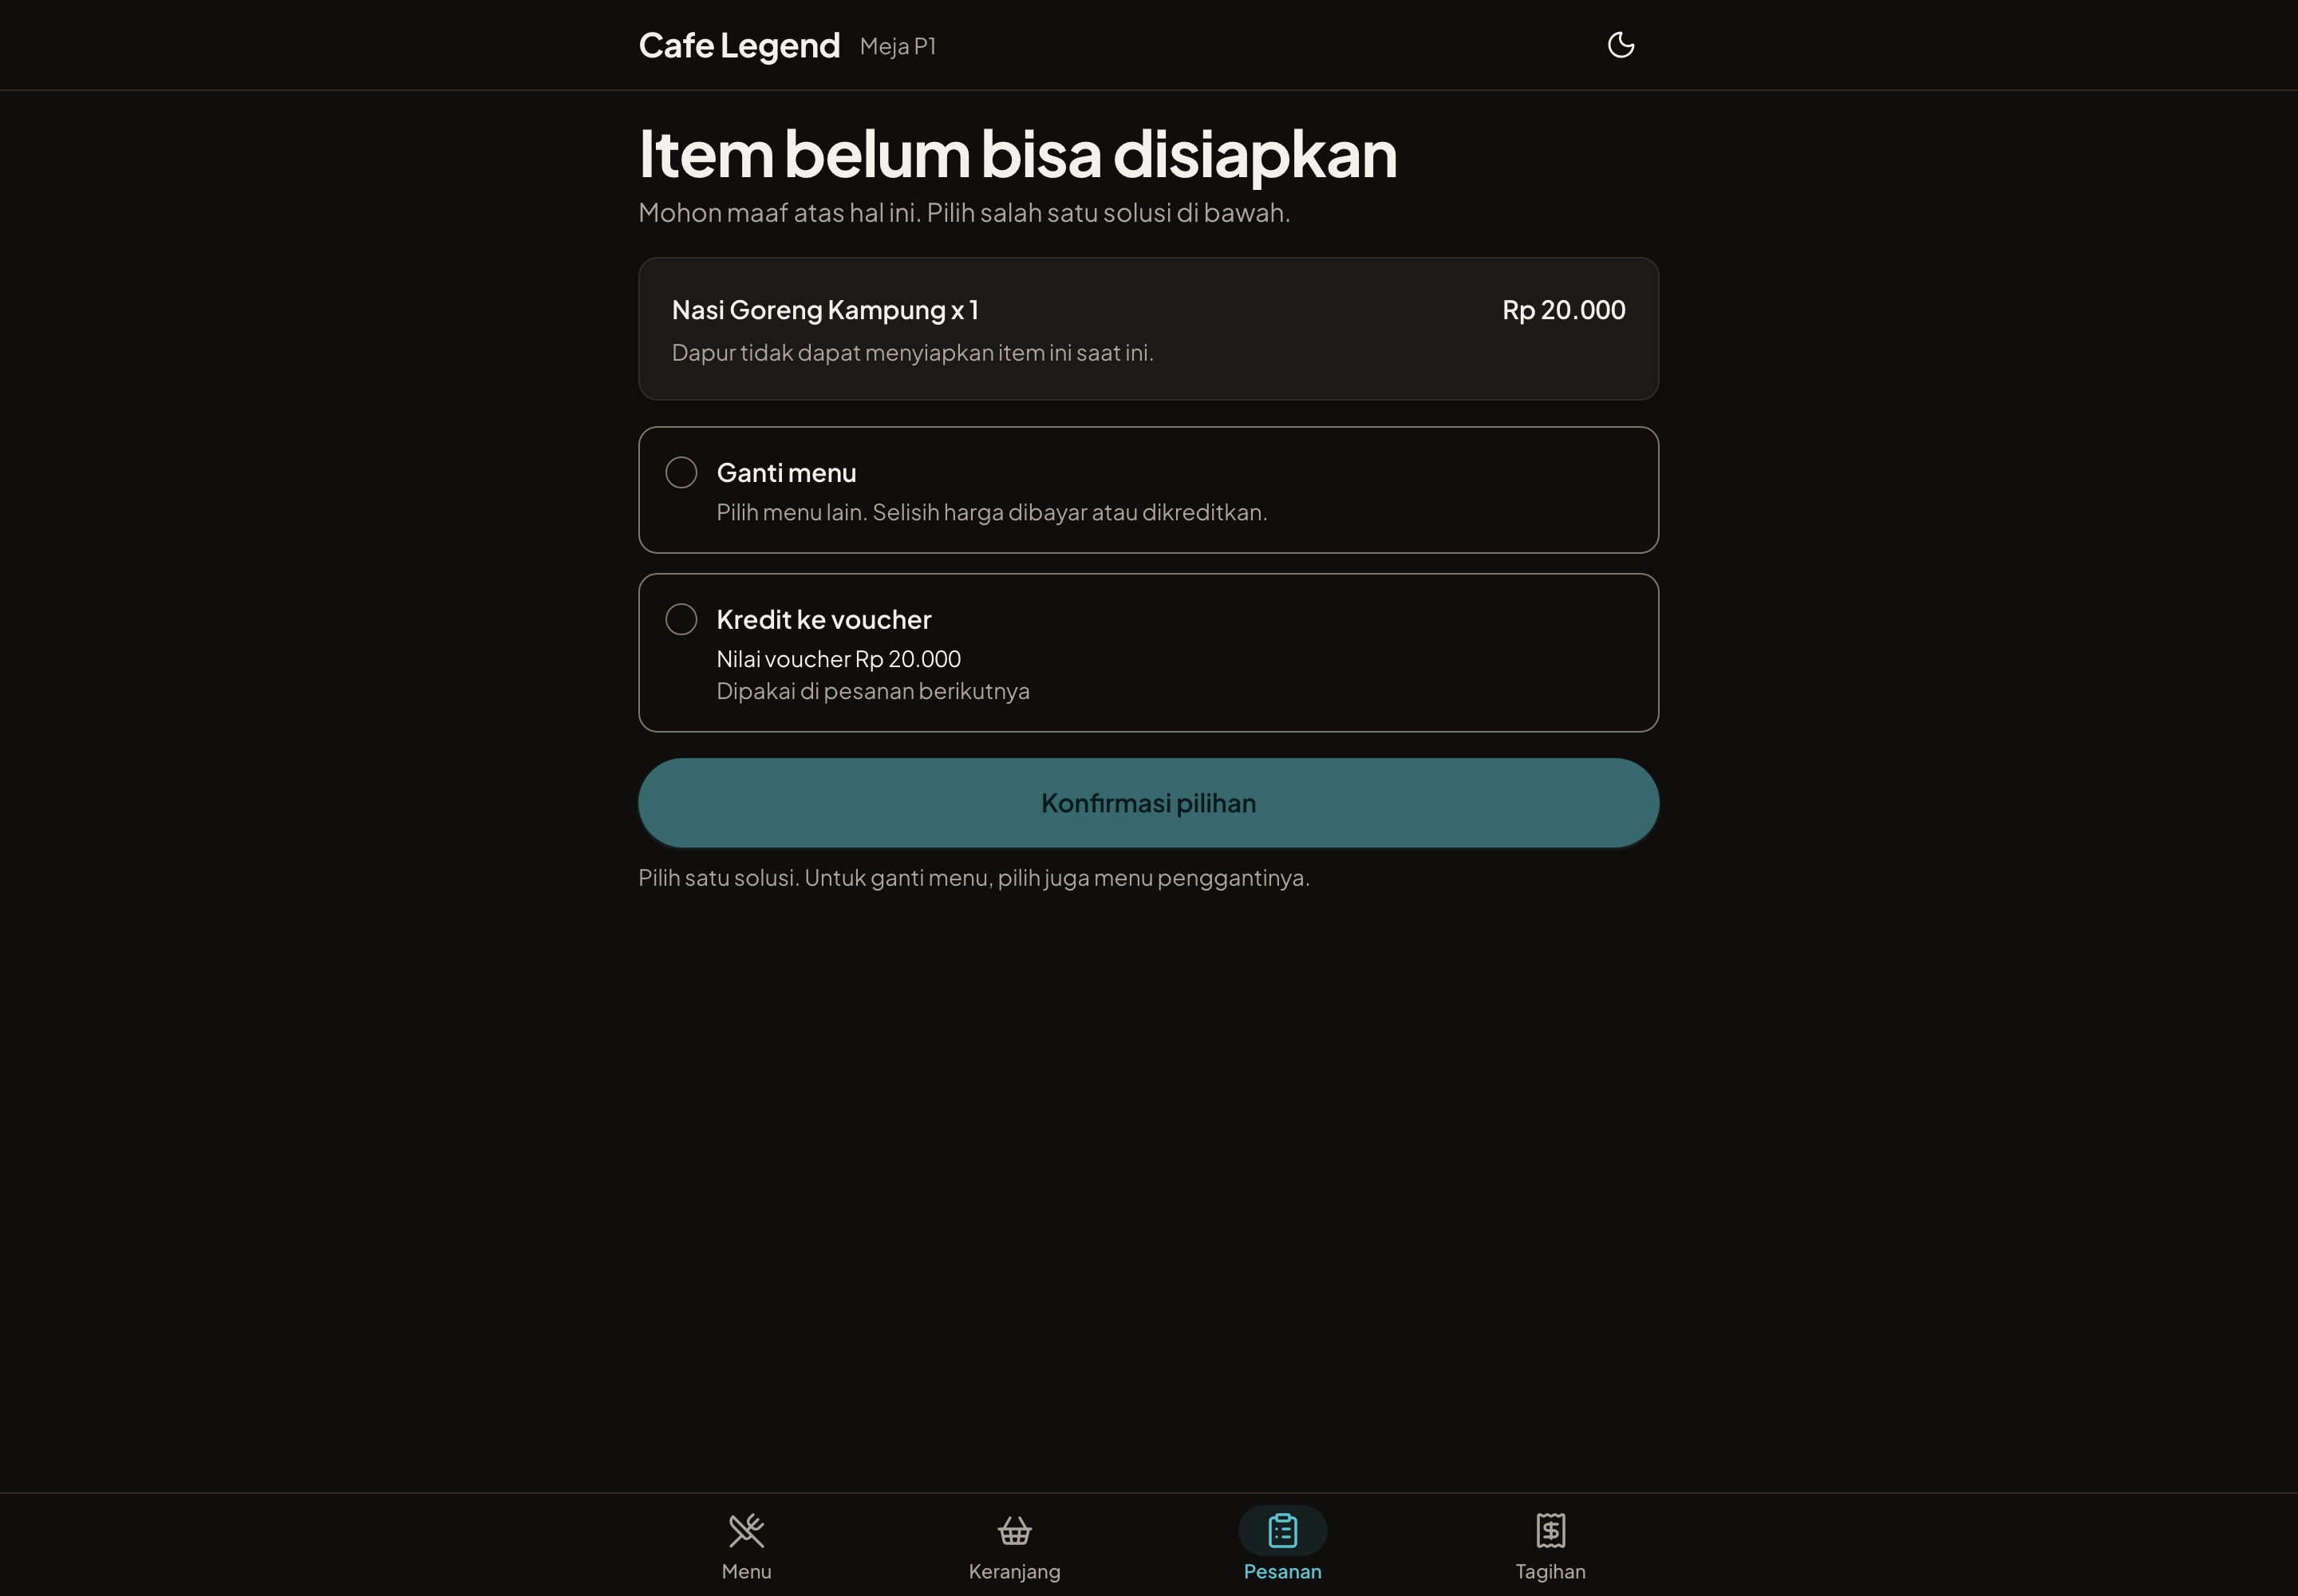 Cafe Legend Meja P1
Item belum bisa disiapkan
Mohon maaf atas hal ini. Pilih salah satu solusi di bawah.
Nasi Goreng Kampung x 1 Rp 20.000
Dapur tidak dapat menyiapkan item ini saat ini.
Ganti menu
Pilih menu lain. Selisih harga dibayar atau dikreditkan.
Kredit ke voucher
Nilai voucher Rp 20.000
Dipakai di pesanan berikutnya
Konfirmasi pilihan
Pilih satu solusi. Untuk ganti menu, pilih juga menu penggantinya.
Menu Keranjang Pesanan Tagihan